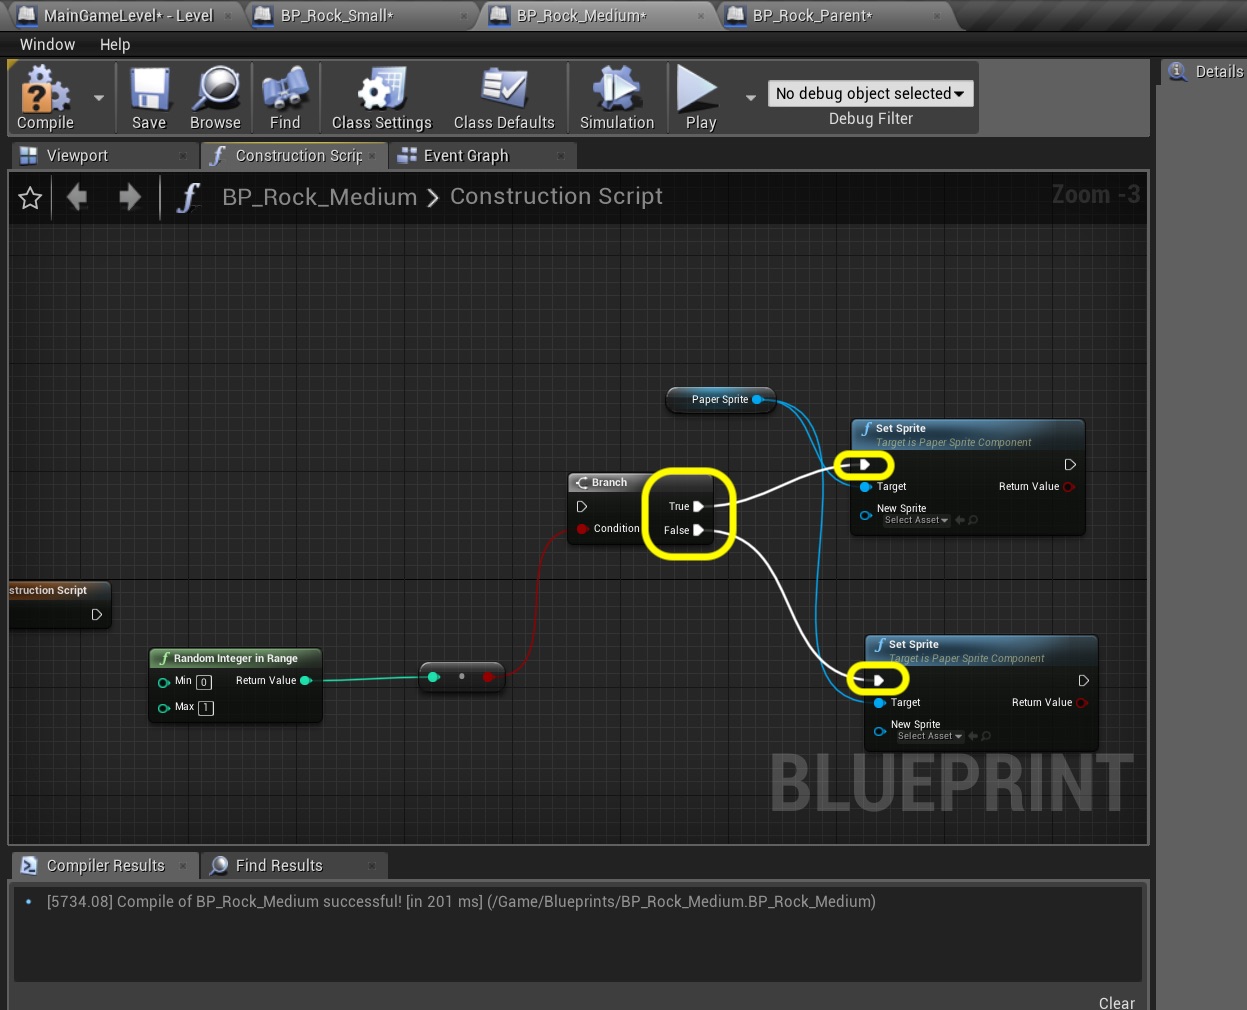 MainGameLevel* - Level
BP_Rock_Small*
BP_Rock_Medium*
BP_Rock_Parent*
Window Help
Details
Compile
Save
Browse
Find
Class Settings
Class Defaults
Simulation
Play
No debug object selected
Debug Filter
Viewport
Construction Scrip
Event Graph
BP_Rock_Medium > Construction Script
Zoom -3
Paper Sprite
Set Sprite
Target is Paper Sprite Component
Target
Return Value
New Sprite
Select Asset
Branch
True
Condition
False
struction Script
Random Integer in Range
Min 0
Return Value
Max 1
Set Sprite
Target is Paper Sprite Component
Target
Return Value
New Sprite
Select Asset
BLUEPRINT
Compiler Results
Find Results
[5734.08] Compile of BP_Rock_Medium successful! [in 201 ms] (/Game/Blueprints/BP_Rock_Medium.BP_Rock_Medium)
Clear